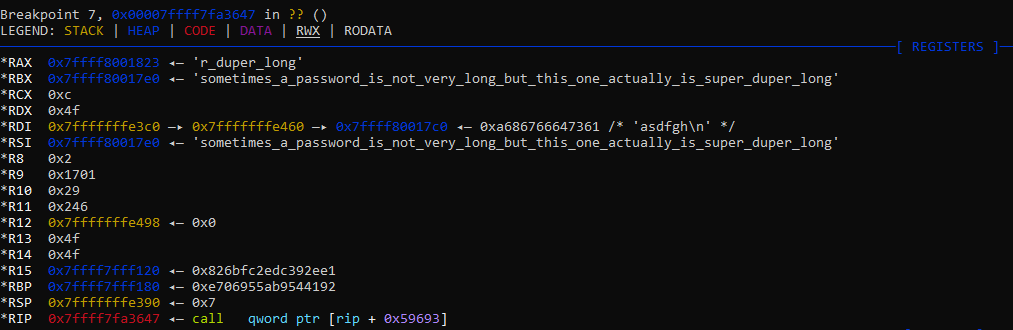 Breakpoint 7, 0x00007ffff7fa3647 in ?? ()
LEGEND: STACK | HEAP | CODE | DATA | RWX | RODATA
[ REGISTERS ]
*RAX  0x7ffff8001823 ◂— 'r_duper_long'
*RBX  0x7ffff80017e0 ◂— 'sometimes_a_password_is_not_very_long_but_this_one_actually_is_super_duper_long'
*RCX  0xc
*RDX  0x4f
*RDI  0x7fffffffe3c0 —▸ 0x7fffffffe460 —▸ 0x7ffff80017c0 ◂— 0xa686766647361 /* 'asdfgh\n' */
*RSI  0x7ffff80017e0 ◂— 'sometimes_a_password_is_not_very_long_but_this_one_actually_is_super_duper_long'
*R8   0x2
*R9   0x1701
*R10  0x29
*R11  0x246
*R12  0x7fffffffe498 ◂— 0x0
*R13  0x4f
*R14  0x4f
*R15  0x7ffff7fff120 ◂— 0x826bfc2edc392ee1
*RBP  0x7ffff7fff180 ◂— 0xe706955ab9544192
*RSP  0x7fffffffe390 ◂— 0x7
*RIP  0x7ffff7fa3647 ◂— call   qword ptr [rip + 0x59693]